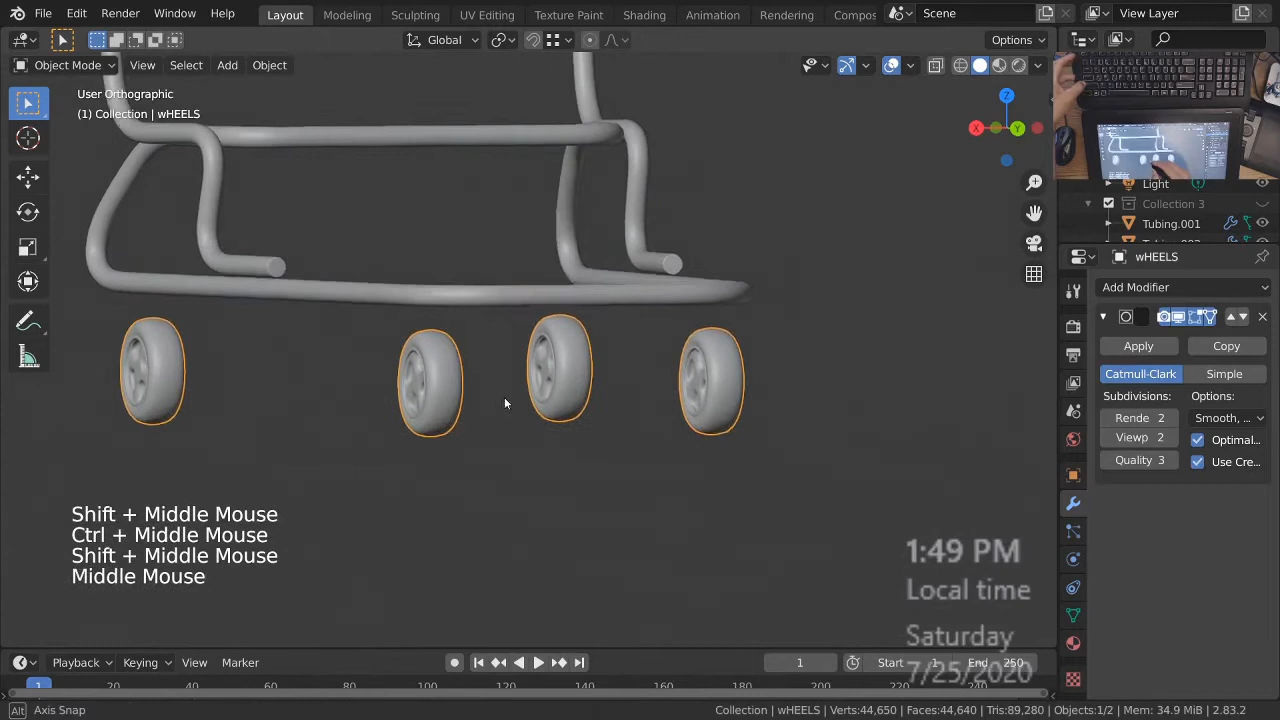 File Edit Render Window Help Layout Modeling Sculpting UV Editing Texture Paint Shading Animation Rendering Compos Scene View Layer
Global Options
Object Mode View Select Add Object
User Orthographic
(1) Collection | wHEELS
Z
X Y
Light
Collection 3
Tubing.001
wHEELS
Add Modifier
Apply Copy
Catmull-Clark Simple
Subdivisions: Options:
Rende 2 Smooth, ...
Viewp 2 Optimal...
Quality 3 Use Cre...
Shift + Middle Mouse
Ctrl + Middle Mouse
Shift + Middle Mouse
Middle Mouse
1:49 PM
Local time
Saturday
7/25/2020
Playback Keying View Marker 1 Start 1 End 250
1 20 60 100 120 140 160 180 240
Alt Axis Snap Collection | wHEELS | Verts:44,650 | Faces:44,640 | Tris:89,280 | Objects:1/2 | Mem: 34.9 MiB | 2.83.2